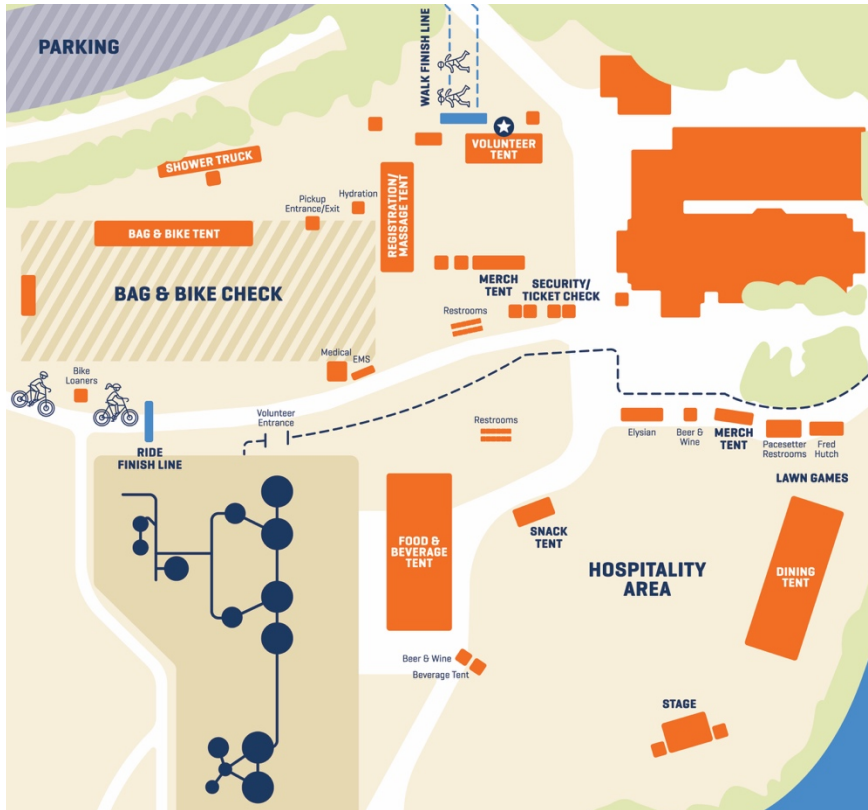 PARKING
WALK FINISH LINE
VOLUNTEER
TENT
SHOWER TRUCK
Pickup
Entrance/Exit
Hydration
REGISTRATION/
MASSAGE TENT
BAG & BIKE TENT
BAG & BIKE CHECK
MERCH
TENT
SECURITY/
TICKET CHECK
Restrooms
Medical
EMS
Bike
Loaners
RIDE
FINISH LINE
Volunteer
Entrance
Restrooms
Elysian
Beer &
Wine
MERCH
TENT
Pacesetter
Restrooms
Fred
Hutch
LAWN GAMES
SNACK
TENT
FOOD &
BEVERAGE
TENT
HOSPITALITY
AREA
DINING
TENT
Beer & Wine
Beverage Tent
STAGE